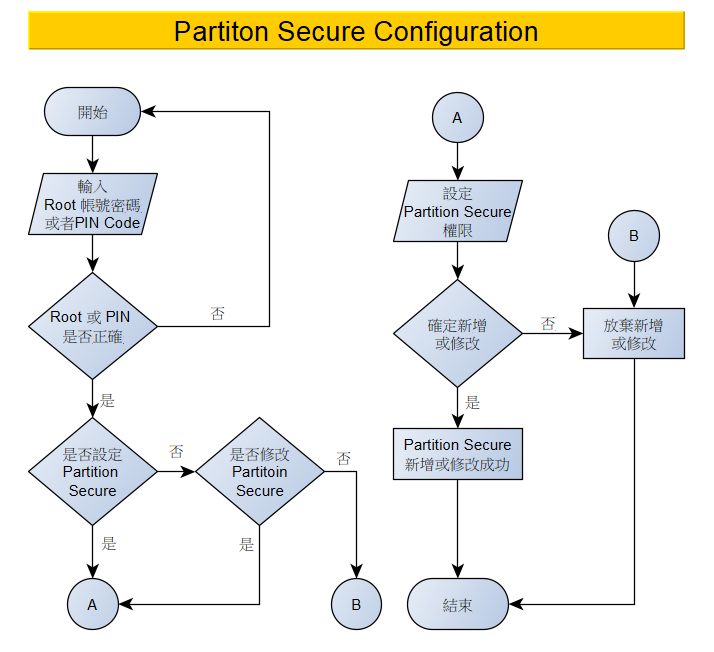 Partiton Secure Configuration
開始
輸入
Root 帳號密碼
或者PIN Code
Root 或 PIN
是否正確
否
是
是否設定
Partition
Secure
否
是否修改
Partitoin
Secure
否
是
是
A
B
A
設定
Partition Secure
權限
B
確定新增
或修改
否
放棄新增
或修改
是
Partition Secure
新增或修改成功
結束